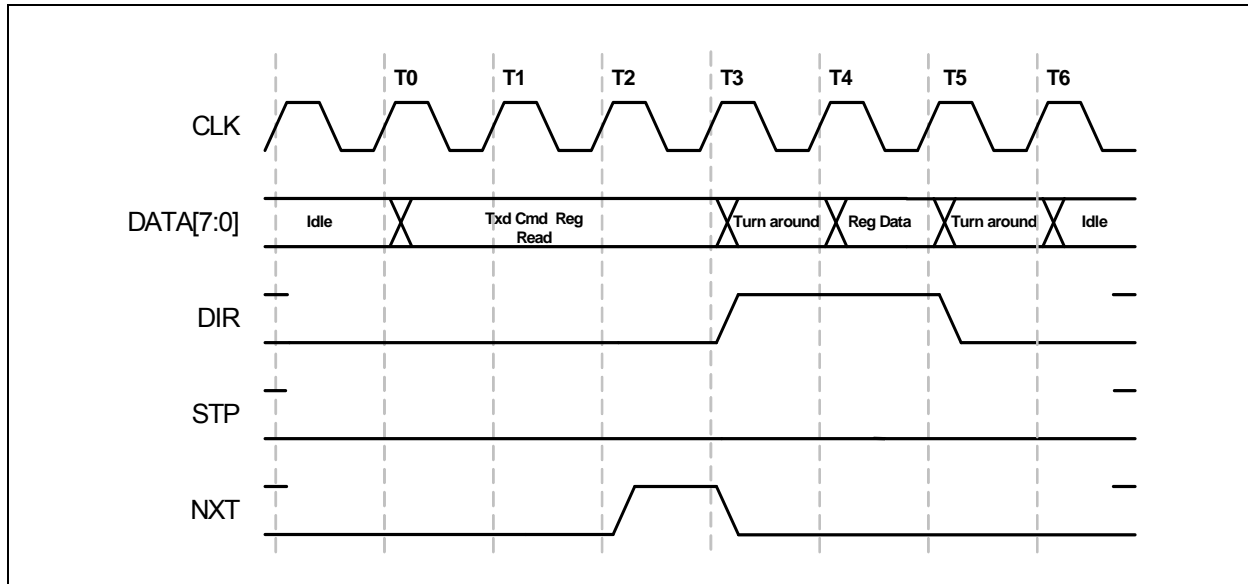 T0 T1 T2 T3 T4 T5 T6
CLK
DATA[7:0]
Idle
Txd Cmd Reg
Read
Turn around
Reg Data
Turn around
Idle
DIR
STP
NXT